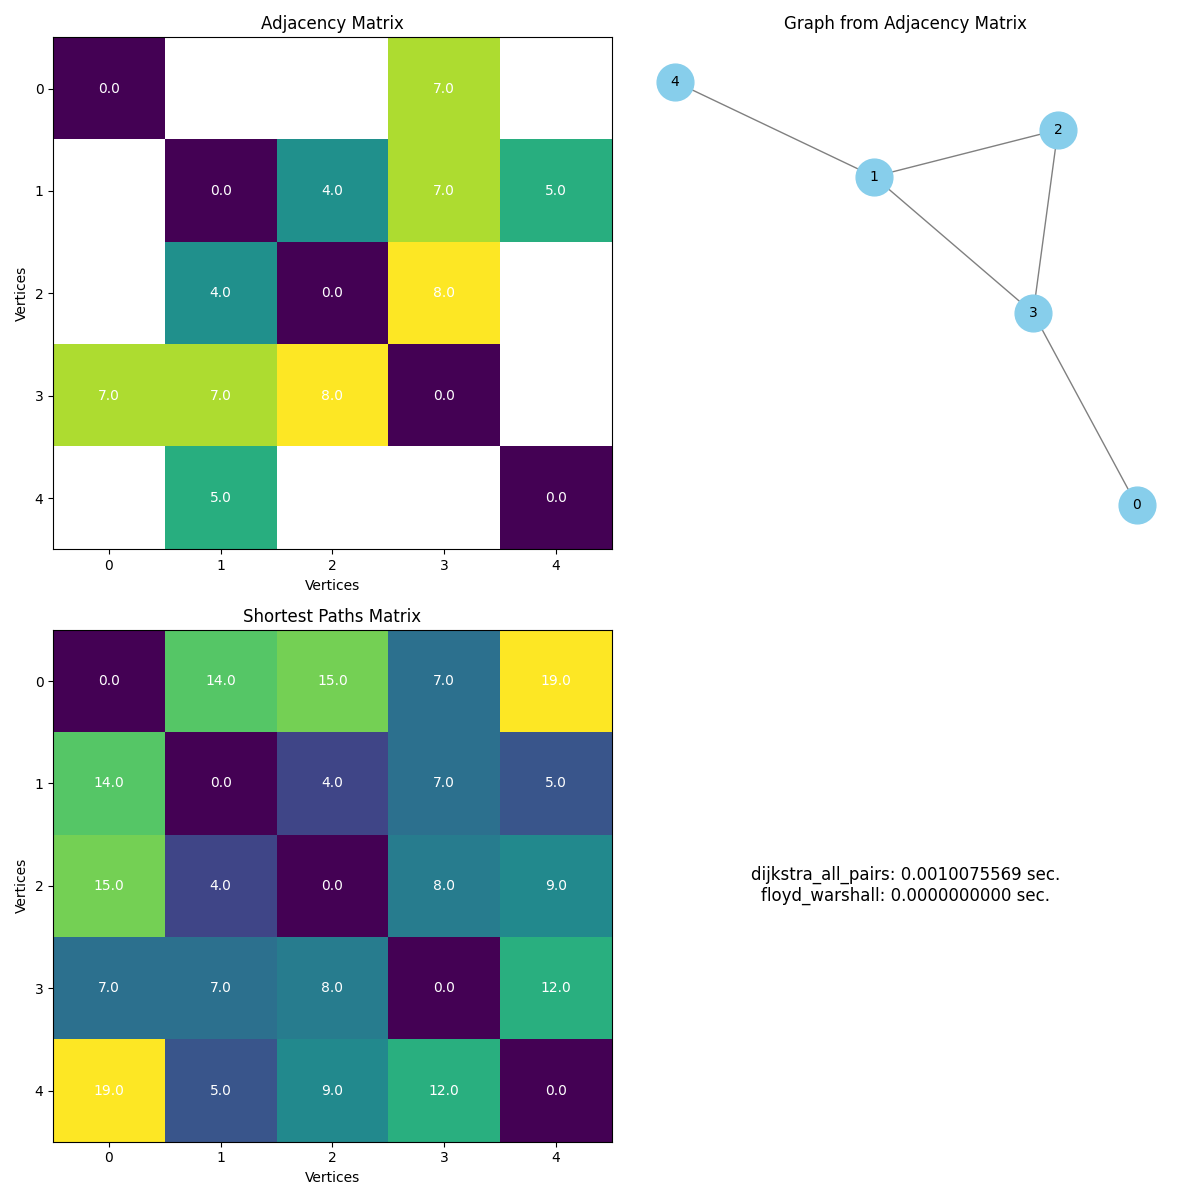 Adjacency Matrix
0 0.0 7.0
1 0.0 4.0 7.0 5.0
2 4.0 0.0 8.0
3 7.0 7.0 8.0 0.0
4 5.0 0.0
Vertices
0 1 2 3 4
Vertices
Graph from Adjacency Matrix
4
2
1
3
0
Shortest Paths Matrix
0 0.0 14.0 15.0 7.0 19.0
1 14.0 0.0 4.0 7.0 5.0
2 15.0 4.0 0.0 8.0 9.0
3 7.0 7.0 8.0 0.0 12.0
4 19.0 5.0 9.0 12.0 0.0
Vertices
0 1 2 3 4
Vertices
dijkstra_all_pairs: 0.0010075569 sec.
floyd_warshall: 0.0000000000 sec.